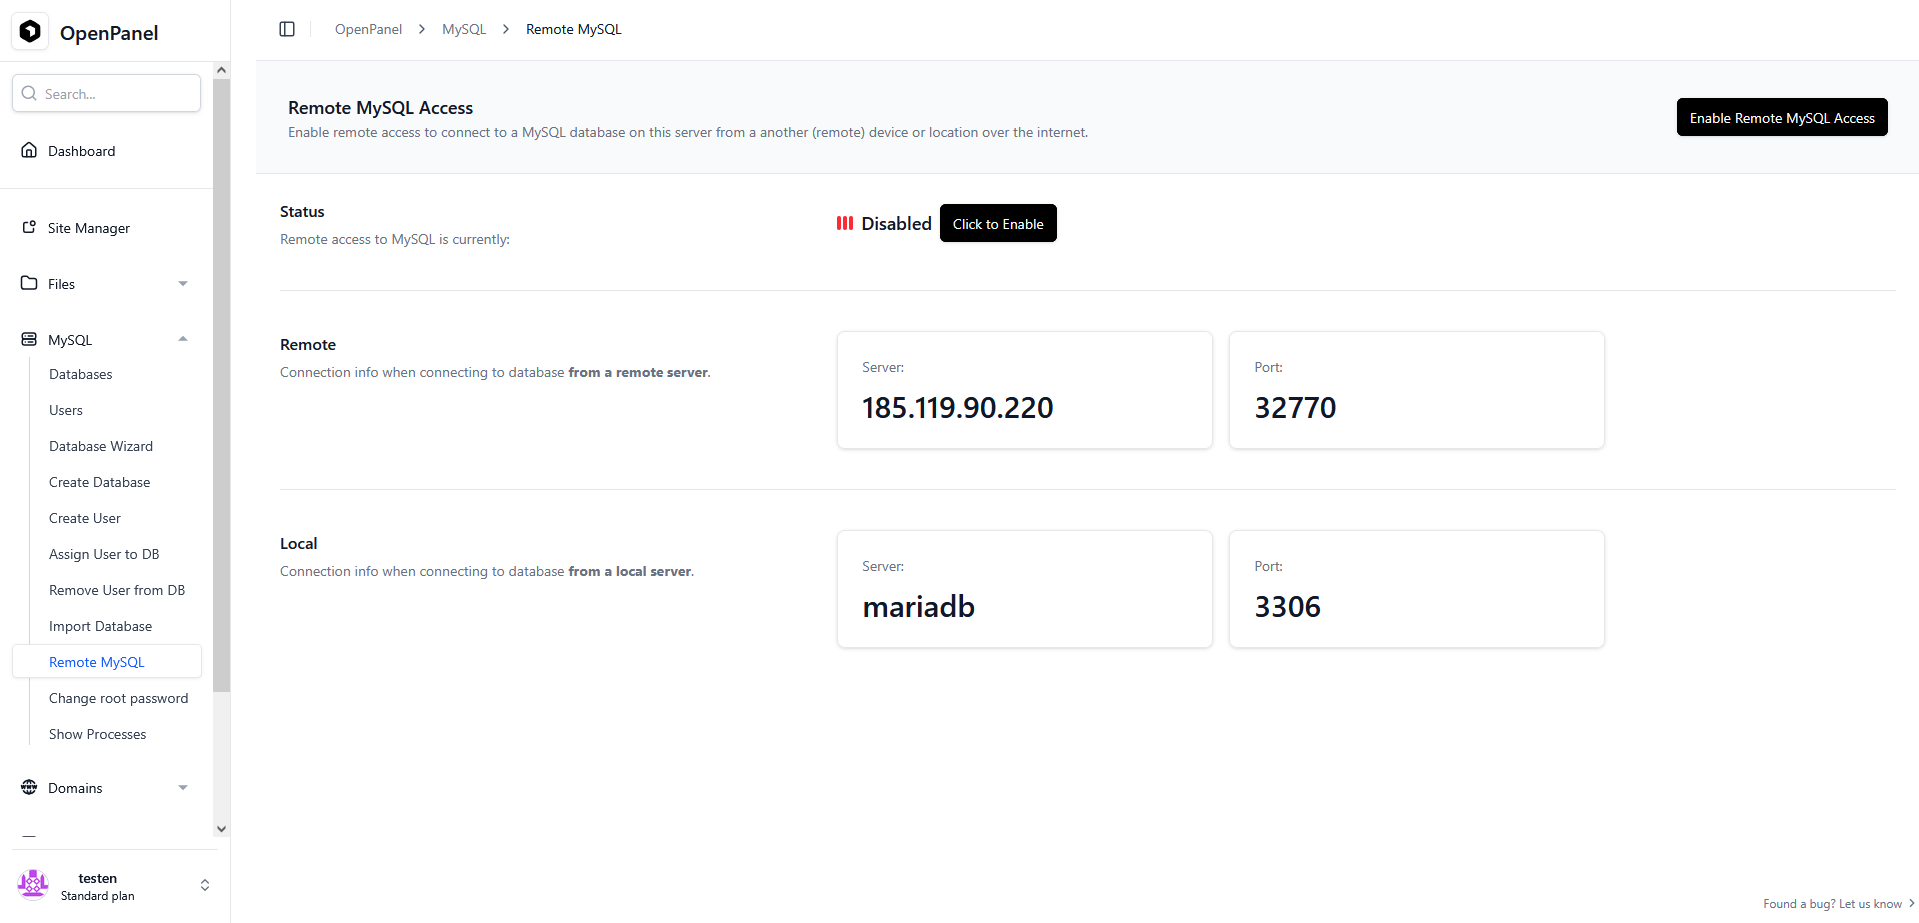 OpenPanel
Search...
Dashboard
Site Manager
Files
MySQL
Databases
Users
Database Wizard
Create Database
Create User
Assign User to DB
Remove User from DB
Import Database
Remote MySQL
Change root password
Show Processes
Domains
testen
Standard plan
OpenPanel > MySQL > Remote MySQL
Remote MySQL Access
Enable remote access to connect to a MySQL database on this server from a another (remote) device or location over the internet.
Enable Remote MySQL Access
Status
Remote access to MySQL is currently:
Disabled
Click to Enable
Remote
Connection info when connecting to database from a remote server.
Server:
185.119.90.220
Port:
32770
Local
Connection info when connecting to database from a local server.
Server:
mariadb
Port:
3306
Found a bug? Let us know